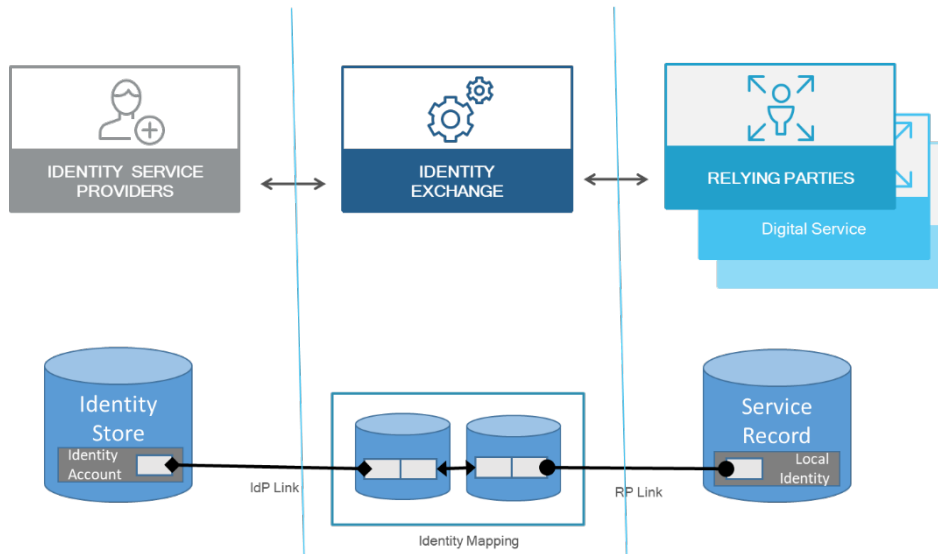 IDENTITY SERVICE
PROVIDERS
IDENTITY
EXCHANGE
RELYING PARTIES
Digital Service
Identity
Store
Identity
Account
IdP Link
Identity Mapping
RP Link
Service
Record
Local
Identity